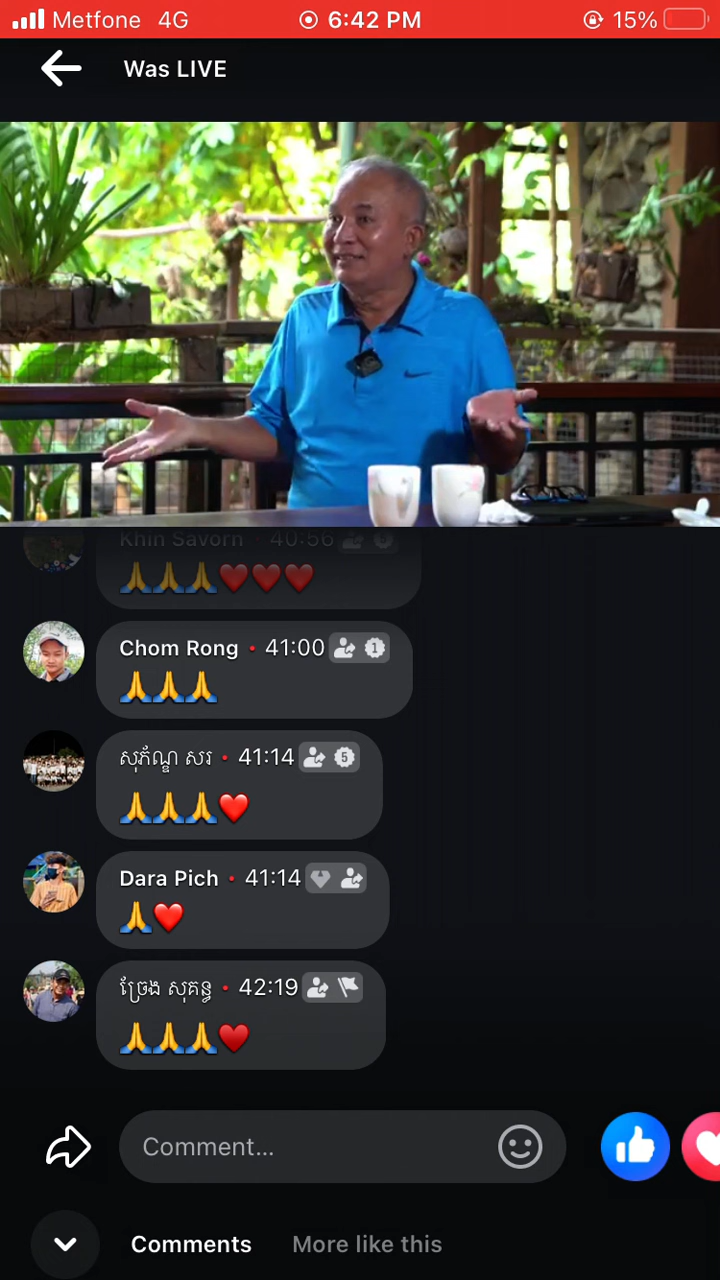 Metfone 4G 6:42 PM 15%
Was LIVE
Khin Savorn 40:56
🙏🙏🙏❤️❤️❤️
Chom Rong • 41:00 1
🙏🙏🙏
សុភ័ណ្ឌ សរ • 41:14 5
🙏🙏🙏❤️
Dara Pich • 41:14
🙏❤️
ច្រែង សុគន្ធ • 42:19
🙏🙏🙏❤️
Comment...
Comments More like this